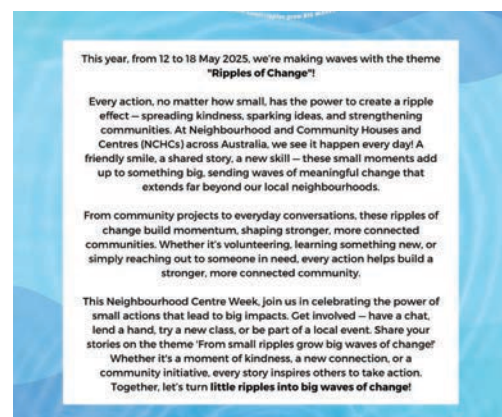 ripples grow big
This year, from 12 to 18 May 2025, we're making waves with the theme
"Ripples of Change"!
Every action, no matter how small, has the power to create a ripple
effect — spreading kindness, sparking ideas, and strengthening
communities. At Neighbourhood and Community Houses and
Centres (NCHCs) across Australia, we see it happen every day! A
friendly smile, a shared story, a new skill — these small moments add
up to something big, sending waves of meaningful change that
extends far beyond our local neighbourhoods.
From community projects to everyday conversations, these ripples of
change build momentum, shaping stronger, more connected
communities. Whether it's volunteering, learning something new, or
simply reaching out to someone in need, every action helps build a
stronger, more connected community.
This Neighbourhood Centre Week, join us in celebrating the power of
small actions that lead to big impacts. Get involved — have a chat,
lend a hand, try a new class, or be part of a local event. Share your
stories on the theme 'From small ripples grow big waves of change!'
Whether it's a moment of kindness, a new connection, or a
community initiative, every story inspires others to take action.
Together, let's turn little ripples into big waves of change!